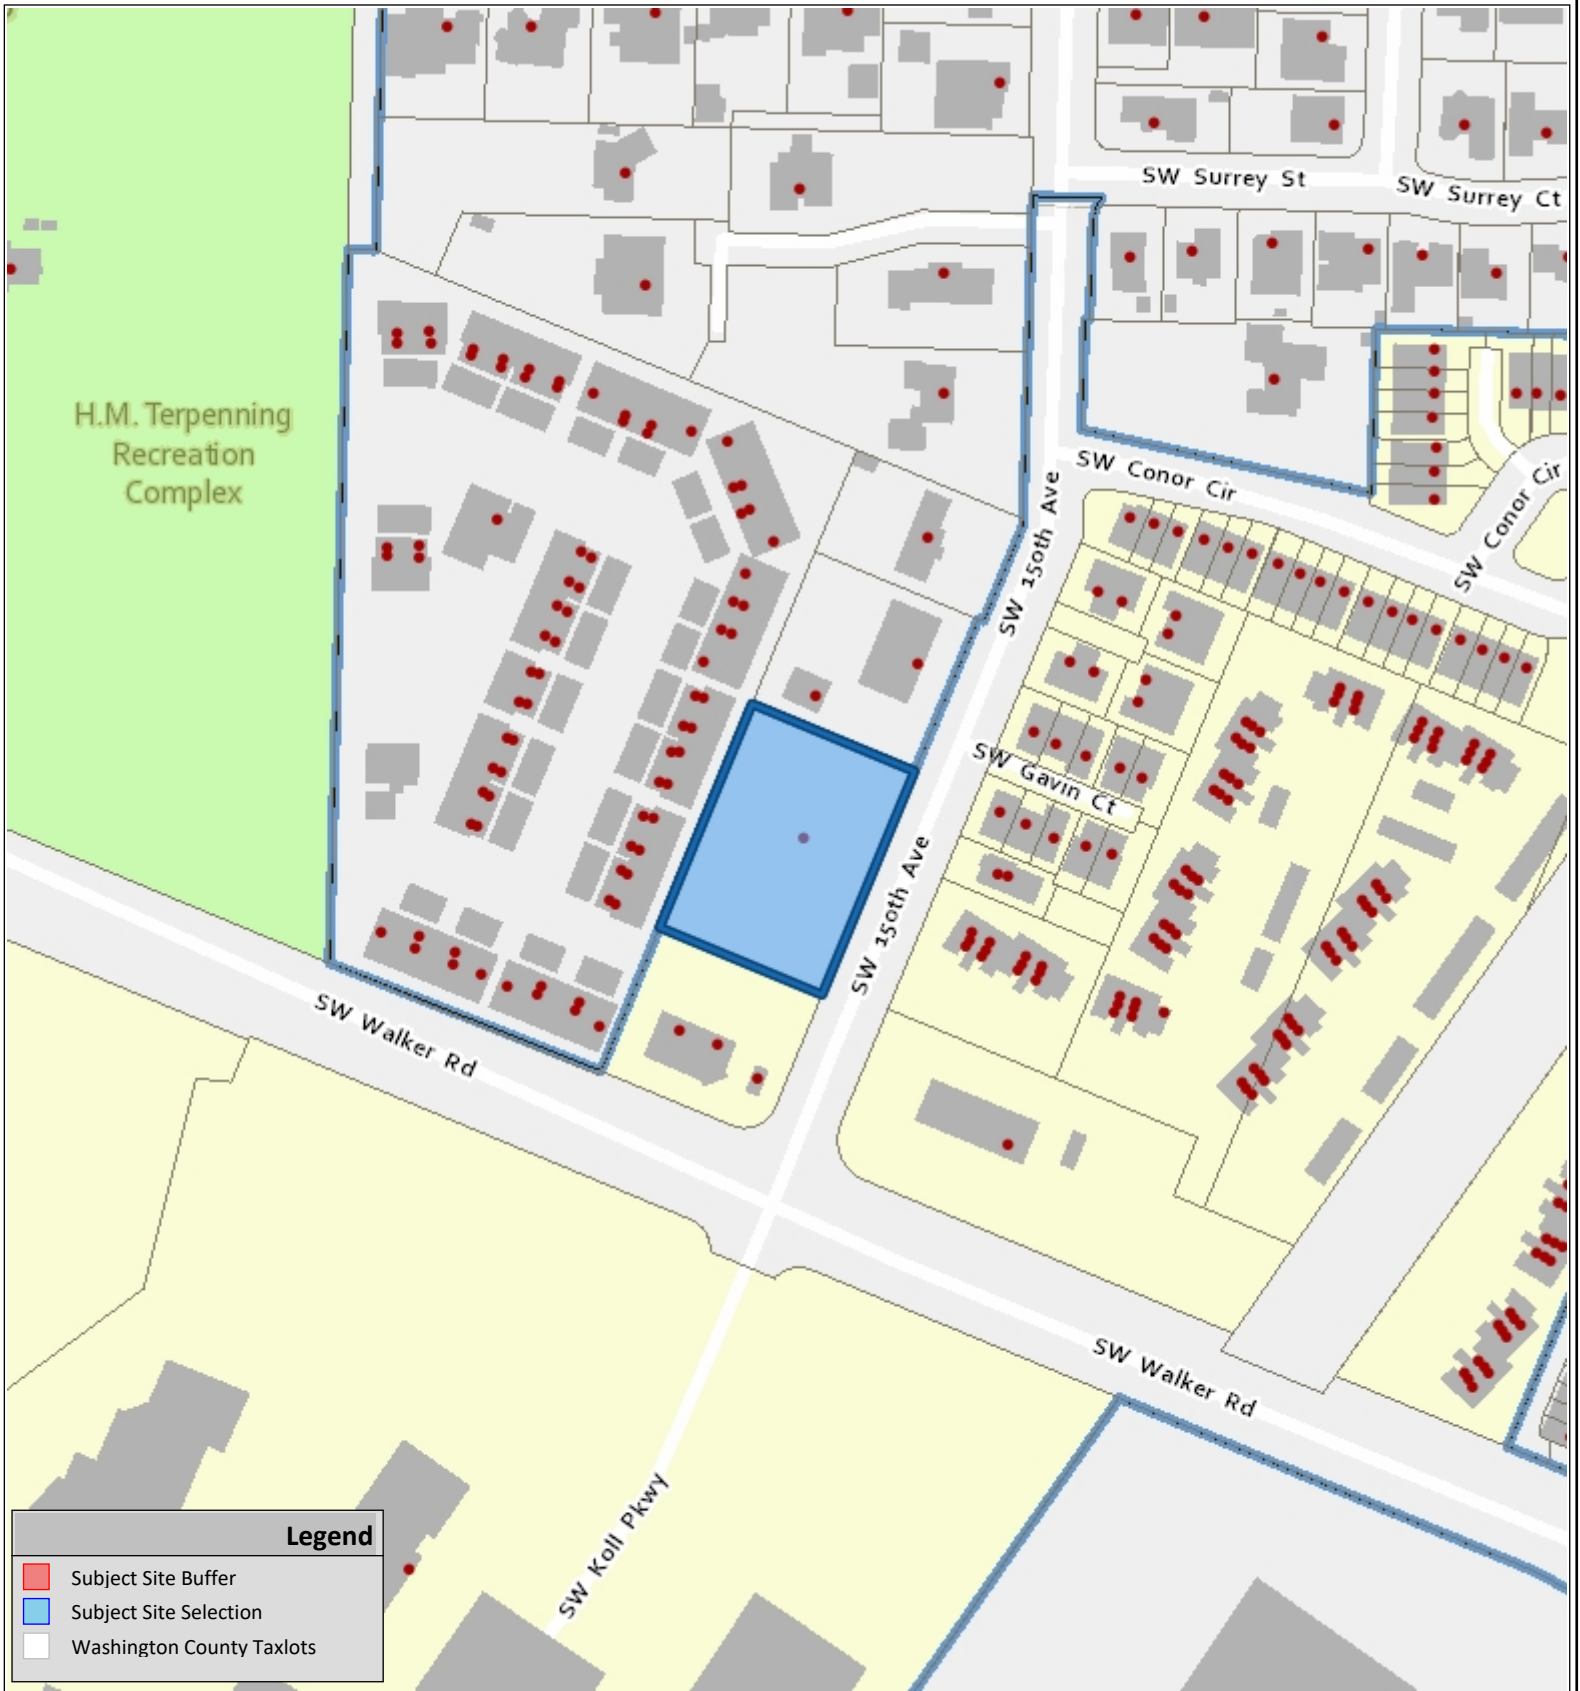 SW Surrey St
SW Surrey Ct
H.M. Terpenning
Recreation
Complex
SW Conor Cir
SW Conor Cir
SW 150th Ave
SW Gavin Ct
SW 150th Ave
SW Walker Rd
SW Walker Rd
SW Koll Pkwy
Legend
Subject Site Buffer
Subject Site Selection
Washington County Taxlots